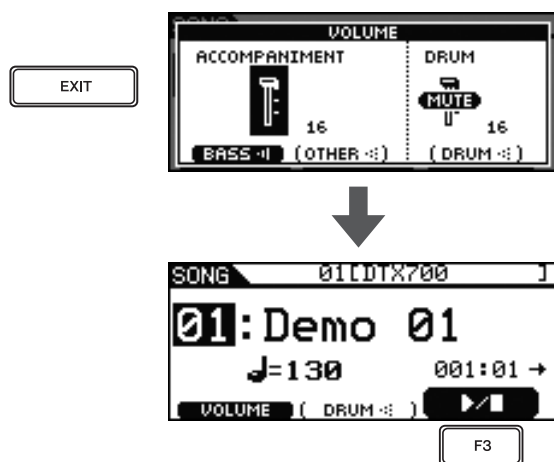 VOLUME
ACCOMPANIMENT DRUM
EXIT
MUTE
16 16
BASS (OTHER ) ( DRUM )
SONG 01[DTX700 ]
01:Demo 01
=130 001:01→
VOLUME ( DRUM )
F3